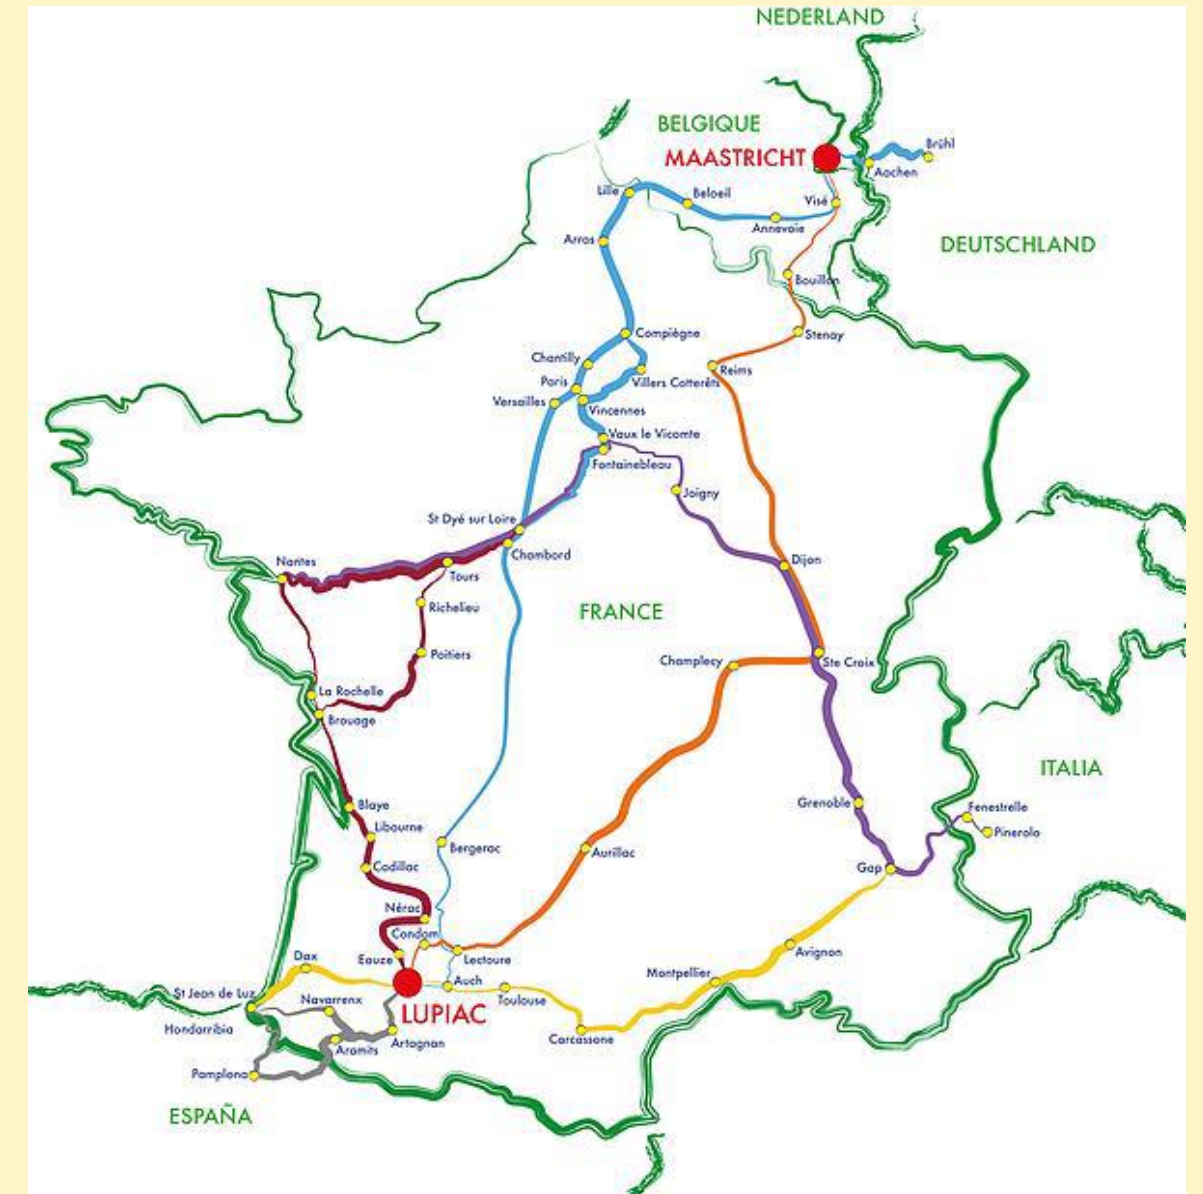 NEDERLAND
BELGIQUE
MAASTRICHT
Brühl
Aachen
Lille
Beloeil
Visé
Annevoie
Arras
DEUTSCHLAND
Bouillon
Compiègne
Stenay
Chantilly
Reims
Paris
Villers Cotterêts
Versailles
Vincennes
Vaux le Vicomte
Fontainebleau
Joigny
St Dyé sur Loire
Chambord
Nantes
Dijon
Tours
Richelieu
FRANCE
Poitiers
Champlecy
Ste Croix
La Rochelle
Brouage
ITALIA
Blaye
Grenoble
Fenestrelle
Libourne
Pinerolo
Bergerac
Aurillac
Cadillac
Gap
Nérac
Condom
Avignon
Dax
Eauze
Lectoure
Montpellier
Auch
St Jean de Luz
Navarrenx
Toulouse
LUPIAC
Hondarribia
Artagnan
Carcassone
Aramits
Pamplona
ESPAÑA